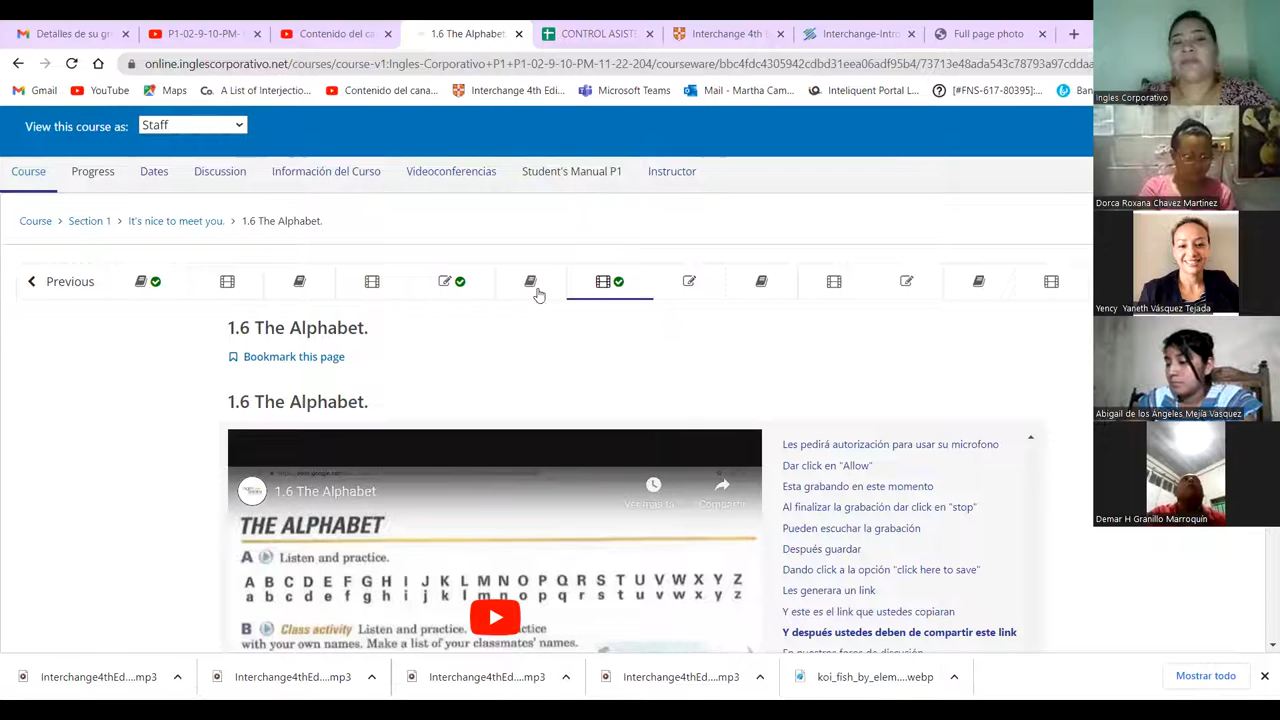 Detalles de su gr
P1-02-9-10-PM-
Contenido del ca
1.6 The Alphabet.
CONTROL ASISTE
Interchange 4th
Interchange-Intro
Full page photo
online.inglescorporativo.net/courses/course-v1:Ingles-Corporativo+P1+P1-02-9-10-PM-11-22-204/courseware/bbc4fdc4305942cdbd31eea06adf95b4/73713e48ada543c78793a97cddaa
Gmail
YouTube
Maps
A List of Interjectio...
Contenido del cana...
Interchange 4th Edi...
Microsoft Teams
Mail - Martha Cam...
Inteliquent Portal L...
[#FNS-617-80395]:...
Ban
View this course as:
Staff
Course
Progress
Dates
Discussion
Información del Curso
Videoconferencias
Student's Manual P1
Instructor
Course > Section 1 > It's nice to meet you. > 1.6 The Alphabet.
Previous
1.6 The Alphabet.
Bookmark this page
1.6 The Alphabet.
1.6 The Alphabet
Compartir
THE ALPHABET
A Listen and practice.
A B C D E F G H I J K L M N O P Q R S T U V W X Y Z
a b c d e f g h i j k l m n o p q r s t u v w x y z
B Class activity Listen and practice.
with your own names. Make a list of your classmates' names.
Les pedirá autorización para usar su microfono
Dar click en "Allow"
Esta grabando en este momento
Al finalizar la grabación dar click en "stop"
Pueden escuchar la grabación
Después guardar
Dando click a la opción "click here to save"
Les generara un link
Y este es el link que ustedes copiaran
Y después ustedes deben de compartir este link
En nuestros foros de discusión
Interchange4thEd....mp3
Interchange4thEd....mp3
Interchange4thEd....mp3
Interchange4thEd....mp3
koi_fish_by_elem....webp
Mostrar todo
Ingles Corporativo
Dorca Roxana Chavez Martinez
Yency Yaneth Vásquez Tejada
Abigail de los Ángeles Mejía Vasquez
Demar H Granillo Marroquín